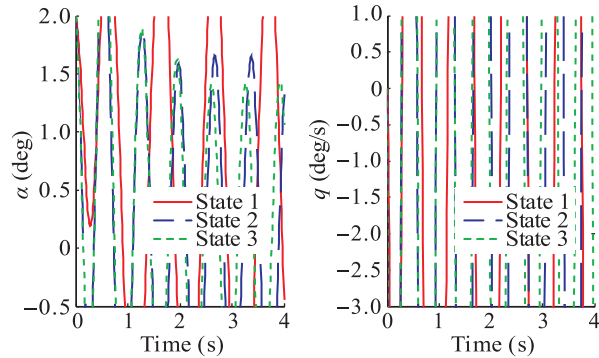 2.0
1.5
1.0
0.5
0
−0.5
α (deg)
State 1
State 2
State 3
0 1 2 3 4
Time (s)
1.0
0.5
0
−0.5
−1.0
−1.5
−2.0
−2.5
−3.0
q (deg/s)
State 1
State 2
State 3
0 1 2 3 4
Time (s)